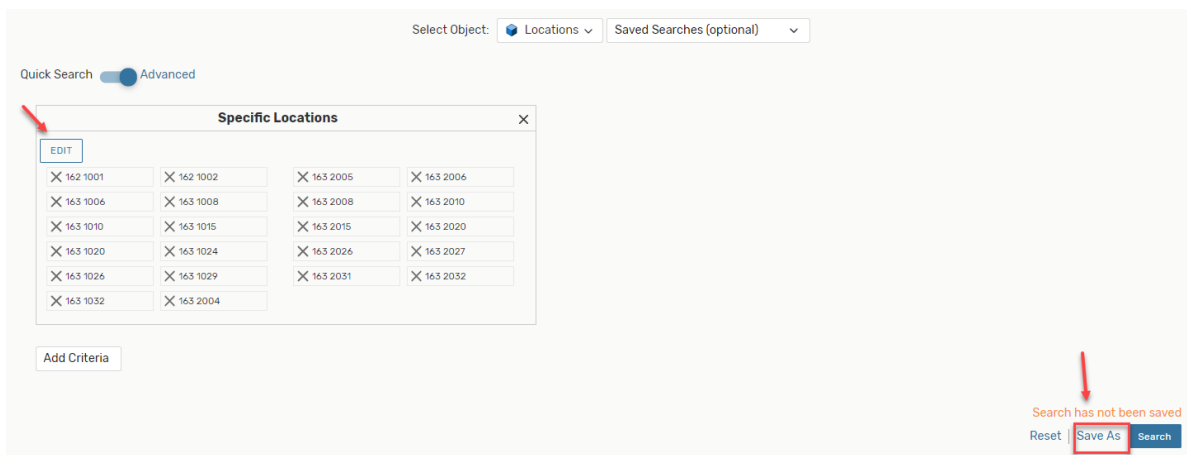 Select Object: Locations Saved Searches (optional)
Quick Search Advanced
Specific Locations
EDIT
162 1001 162 1002 163 2005 163 2006
163 1006 163 1008 163 2008 163 2010
163 1010 163 1015 163 2015 163 2020
163 1020 163 1024 163 2026 163 2027
163 1026 163 1029 163 2031 163 2032
163 1032 163 2004
Add Criteria
Search has not been saved
Reset | Save As Search